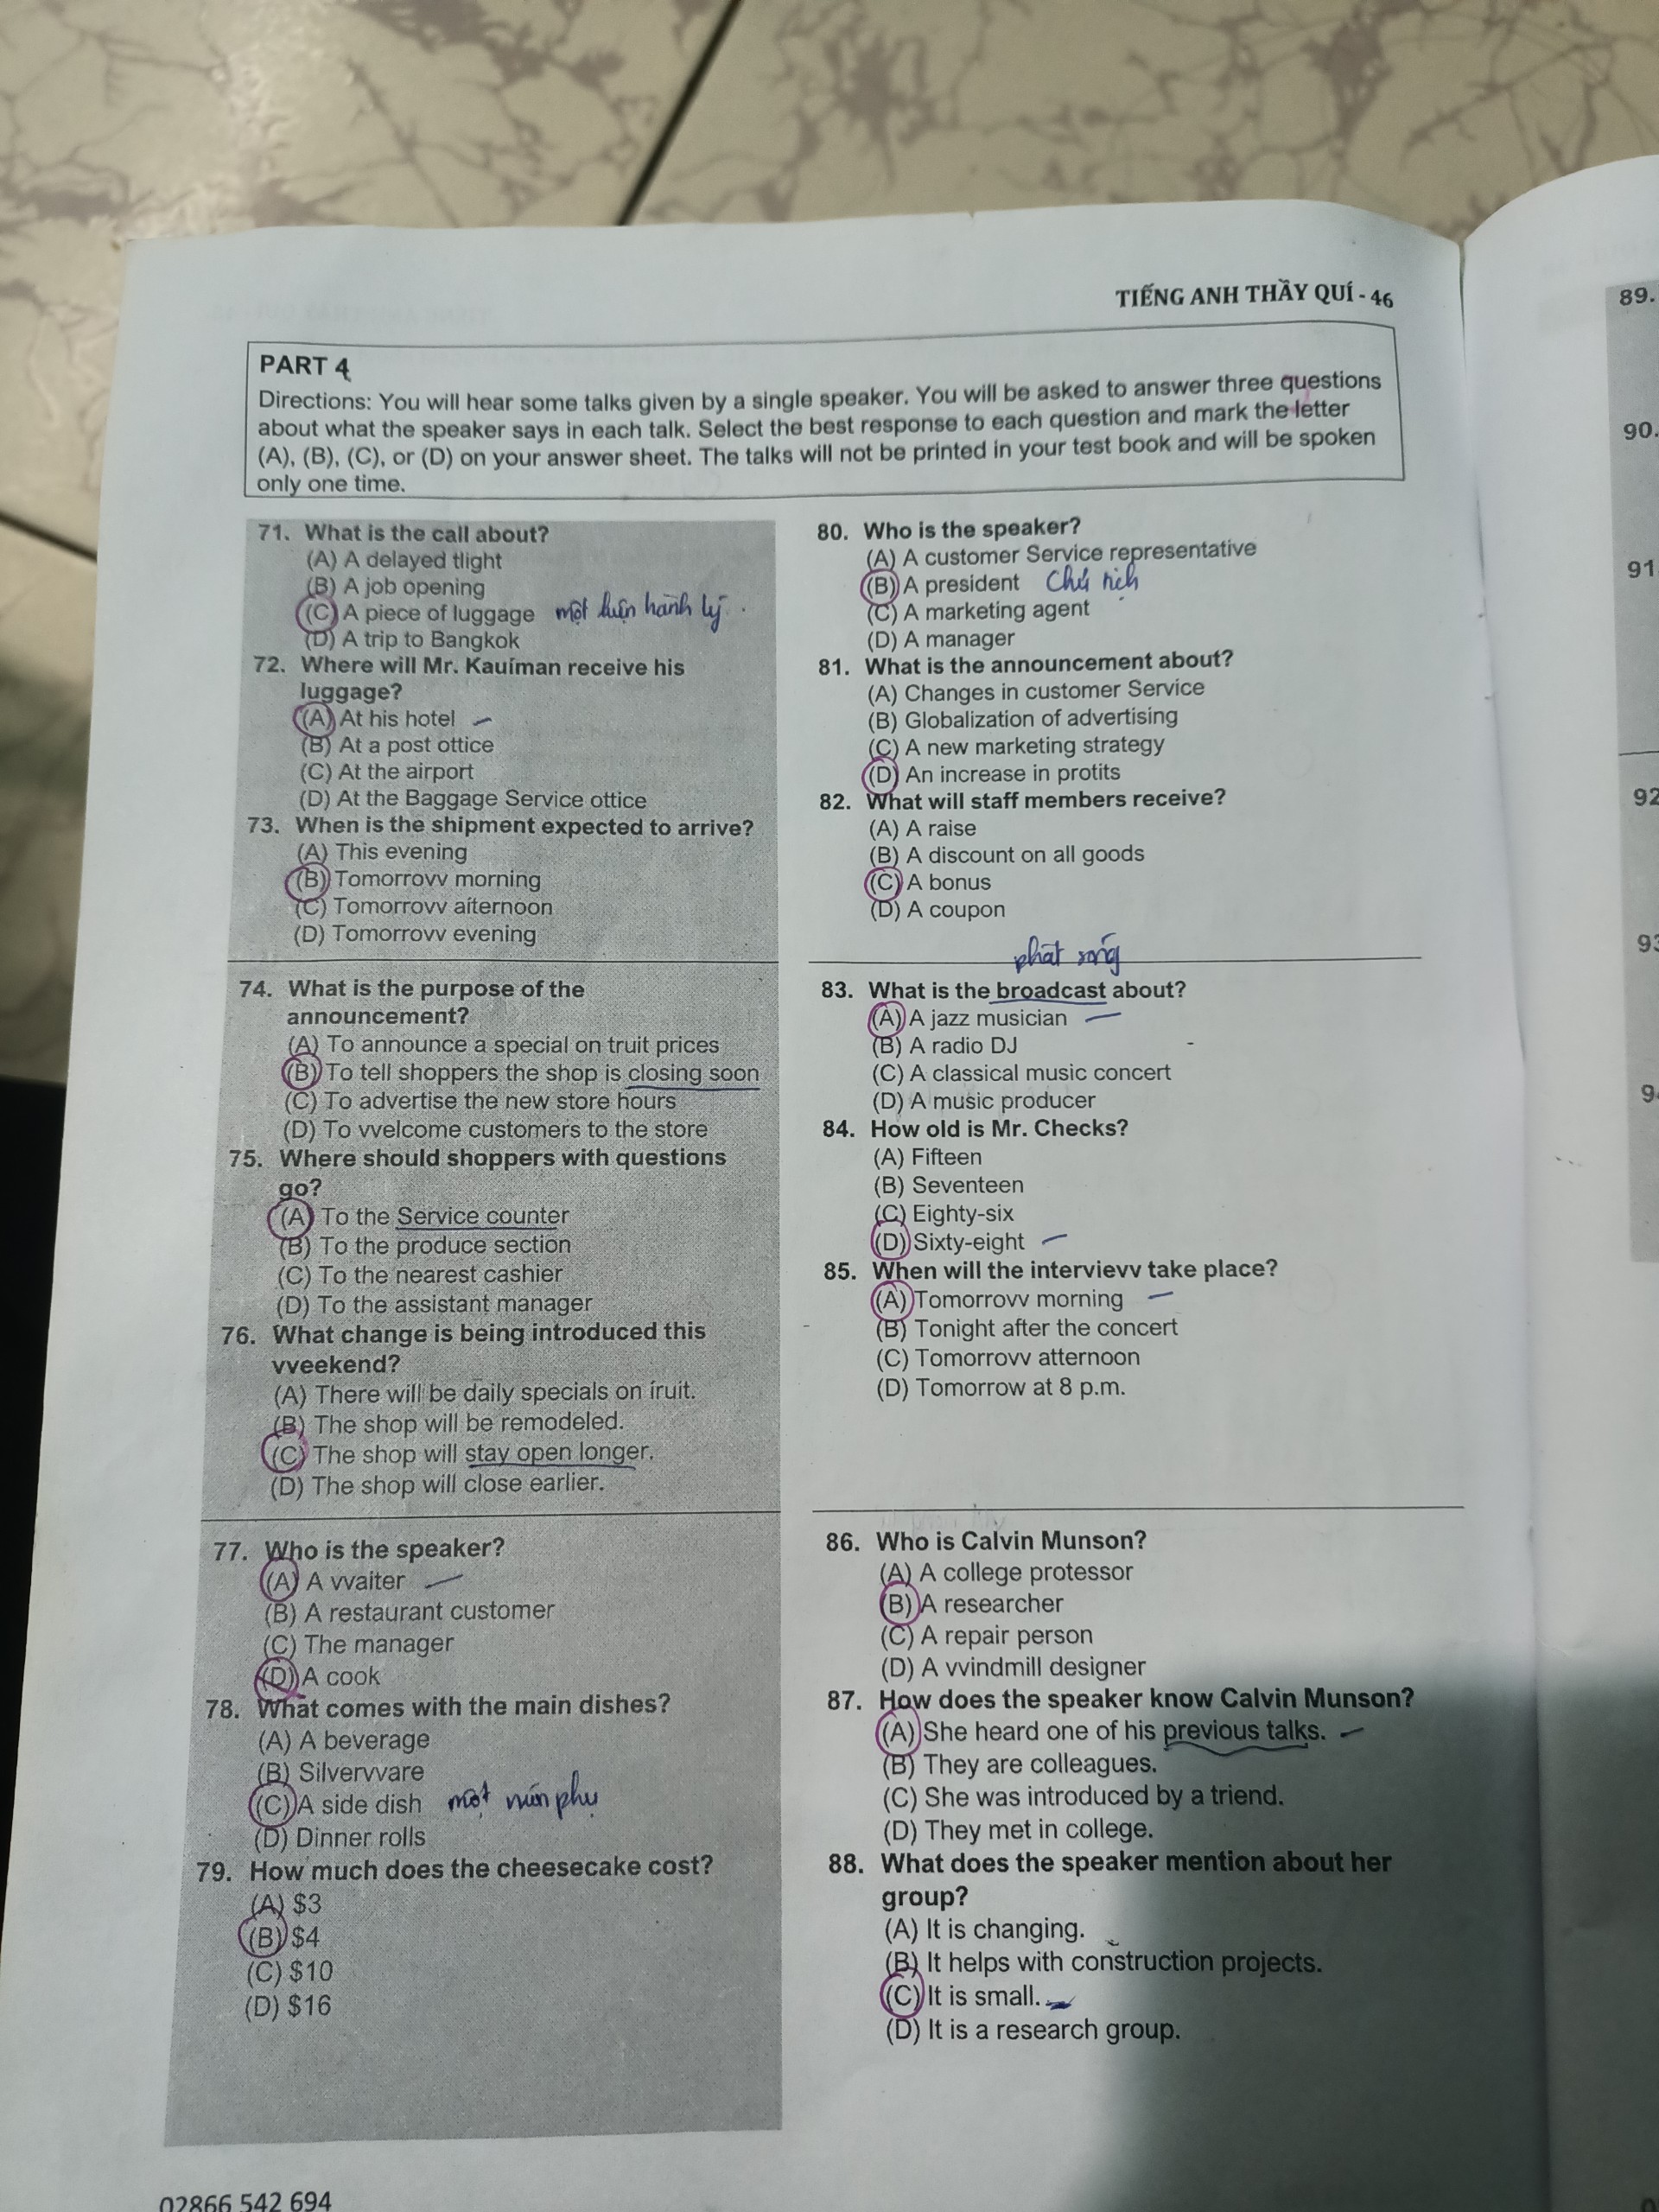 TIẾNG ANH THẦY QUÍ - 46
PART 4
Directions: You will hear some talks given by a single speaker. You will be asked to answer three questions
about what the speaker says in each talk. Select the best response to each question and mark the letter
(A), (B), (C), or (D) on your answer sheet. The talks will not be printed in your test book and will be spoken
only one time.
71. What is the call about?
(A) A delayed tlight
(B) A job opening
(C) A piece of luggage một kiện hành lý.
(D) A trip to Bangkok
72. Where will Mr. Kauíman receive his
luggage?
(A) At his hotel
(B) At a post ottice
(C) At the airport
(D) At the Baggage Service ottice
73. When is the shipment expected to arrive?
(A) This evening
(B) Tomorrovv morning
(C) Tomorrovv aíternoon
(D) Tomorrovv evening
74. What is the purpose of the
announcement?
(A) To announce a special on truit prices
(B) To tell shoppers the shop is closing soon
(C) To advertise the new store hours
(D) To vvelcome customers to the store
75. Where should shoppers with questions
go?
(A) To the Service counter
(B) To the produce section
(C) To the nearest cashier
(D) To the assistant manager
76. What change is being introduced this
vveekend?
(A) There will be daily specials on íruit.
(B) The shop will be remodeled.
(C) The shop will stay open longer.
(D) The shop will close earlier.
77. Who is the speaker?
(A) A vvaiter
(B) A restaurant customer
(C) The manager
(D) A cook
78. What comes with the main dishes?
(A) A beverage
(B) Silvervvare
(C) A side dish một món phụ
(D) Dinner rolls
79. How much does the cheesecake cost?
(A) $3
(B) $4
(C) $10
(D) $16
80. Who is the speaker?
(A) A customer Service representative
(B) A president Chủ tịch
(C) A marketing agent
(D) A manager
81. What is the announcement about?
(A) Changes in customer Service
(B) Globalization of advertising
(C) A new marketing strategy
(D) An increase in protits
82. What will staff members receive?
(A) A raise
(B) A discount on all goods
(C) A bonus
(D) A coupon
phát sóng
83. What is the broadcast about?
(A) A jazz musician
(B) A radio DJ
(C) A classical music concert
(D) A music producer
84. How old is Mr. Checks?
(A) Fifteen
(B) Seventeen
(C) Eighty-six
(D) Sixty-eight
85. When will the intervievv take place?
(A) Tomorrovv morning
(B) Tonight after the concert
(C) Tomorrovv atternoon
(D) Tomorrow at 8 p.m.
86. Who is Calvin Munson?
(A) A college protessor
(B) A researcher
(C) A repair person
(D) A vvindmill designer
87. How does the speaker know Calvin Munson?
(A) She heard one of his previous talks.
(B) They are colleagues.
(C) She was introduced by a triend.
(D) They met in college.
88. What does the speaker mention about her
group?
(A) It is changing.
(B) It helps with construction projects.
(C) It is small.
(D) It is a research group.
02866 542 694
89.
90.
91
92
93